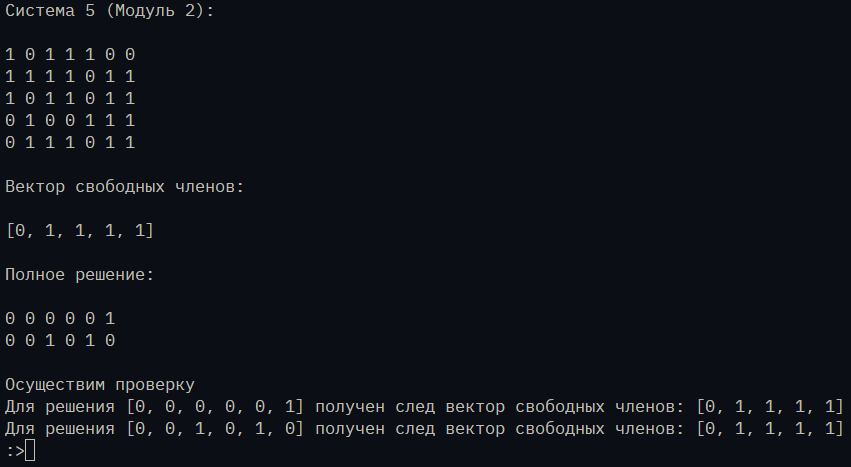 Система 5 (Модуль 2):
1 0 1 1 1 0 0
1 1 1 1 0 1 1
1 0 1 1 0 1 1
0 1 0 0 1 1 1
0 1 1 1 0 1 1
Вектор свободных членов:
[0, 1, 1, 1, 1]
Полное решение:
0 0 0 0 0 1
0 0 1 0 1 0
Осуществим проверку
Для решения [0, 0, 0, 0, 0, 1] получен след вектор свободных членов: [0, 1, 1, 1, 1]
Для решения [0, 0, 1, 0, 1, 0] получен след вектор свободных членов: [0, 1, 1, 1, 1]
:>